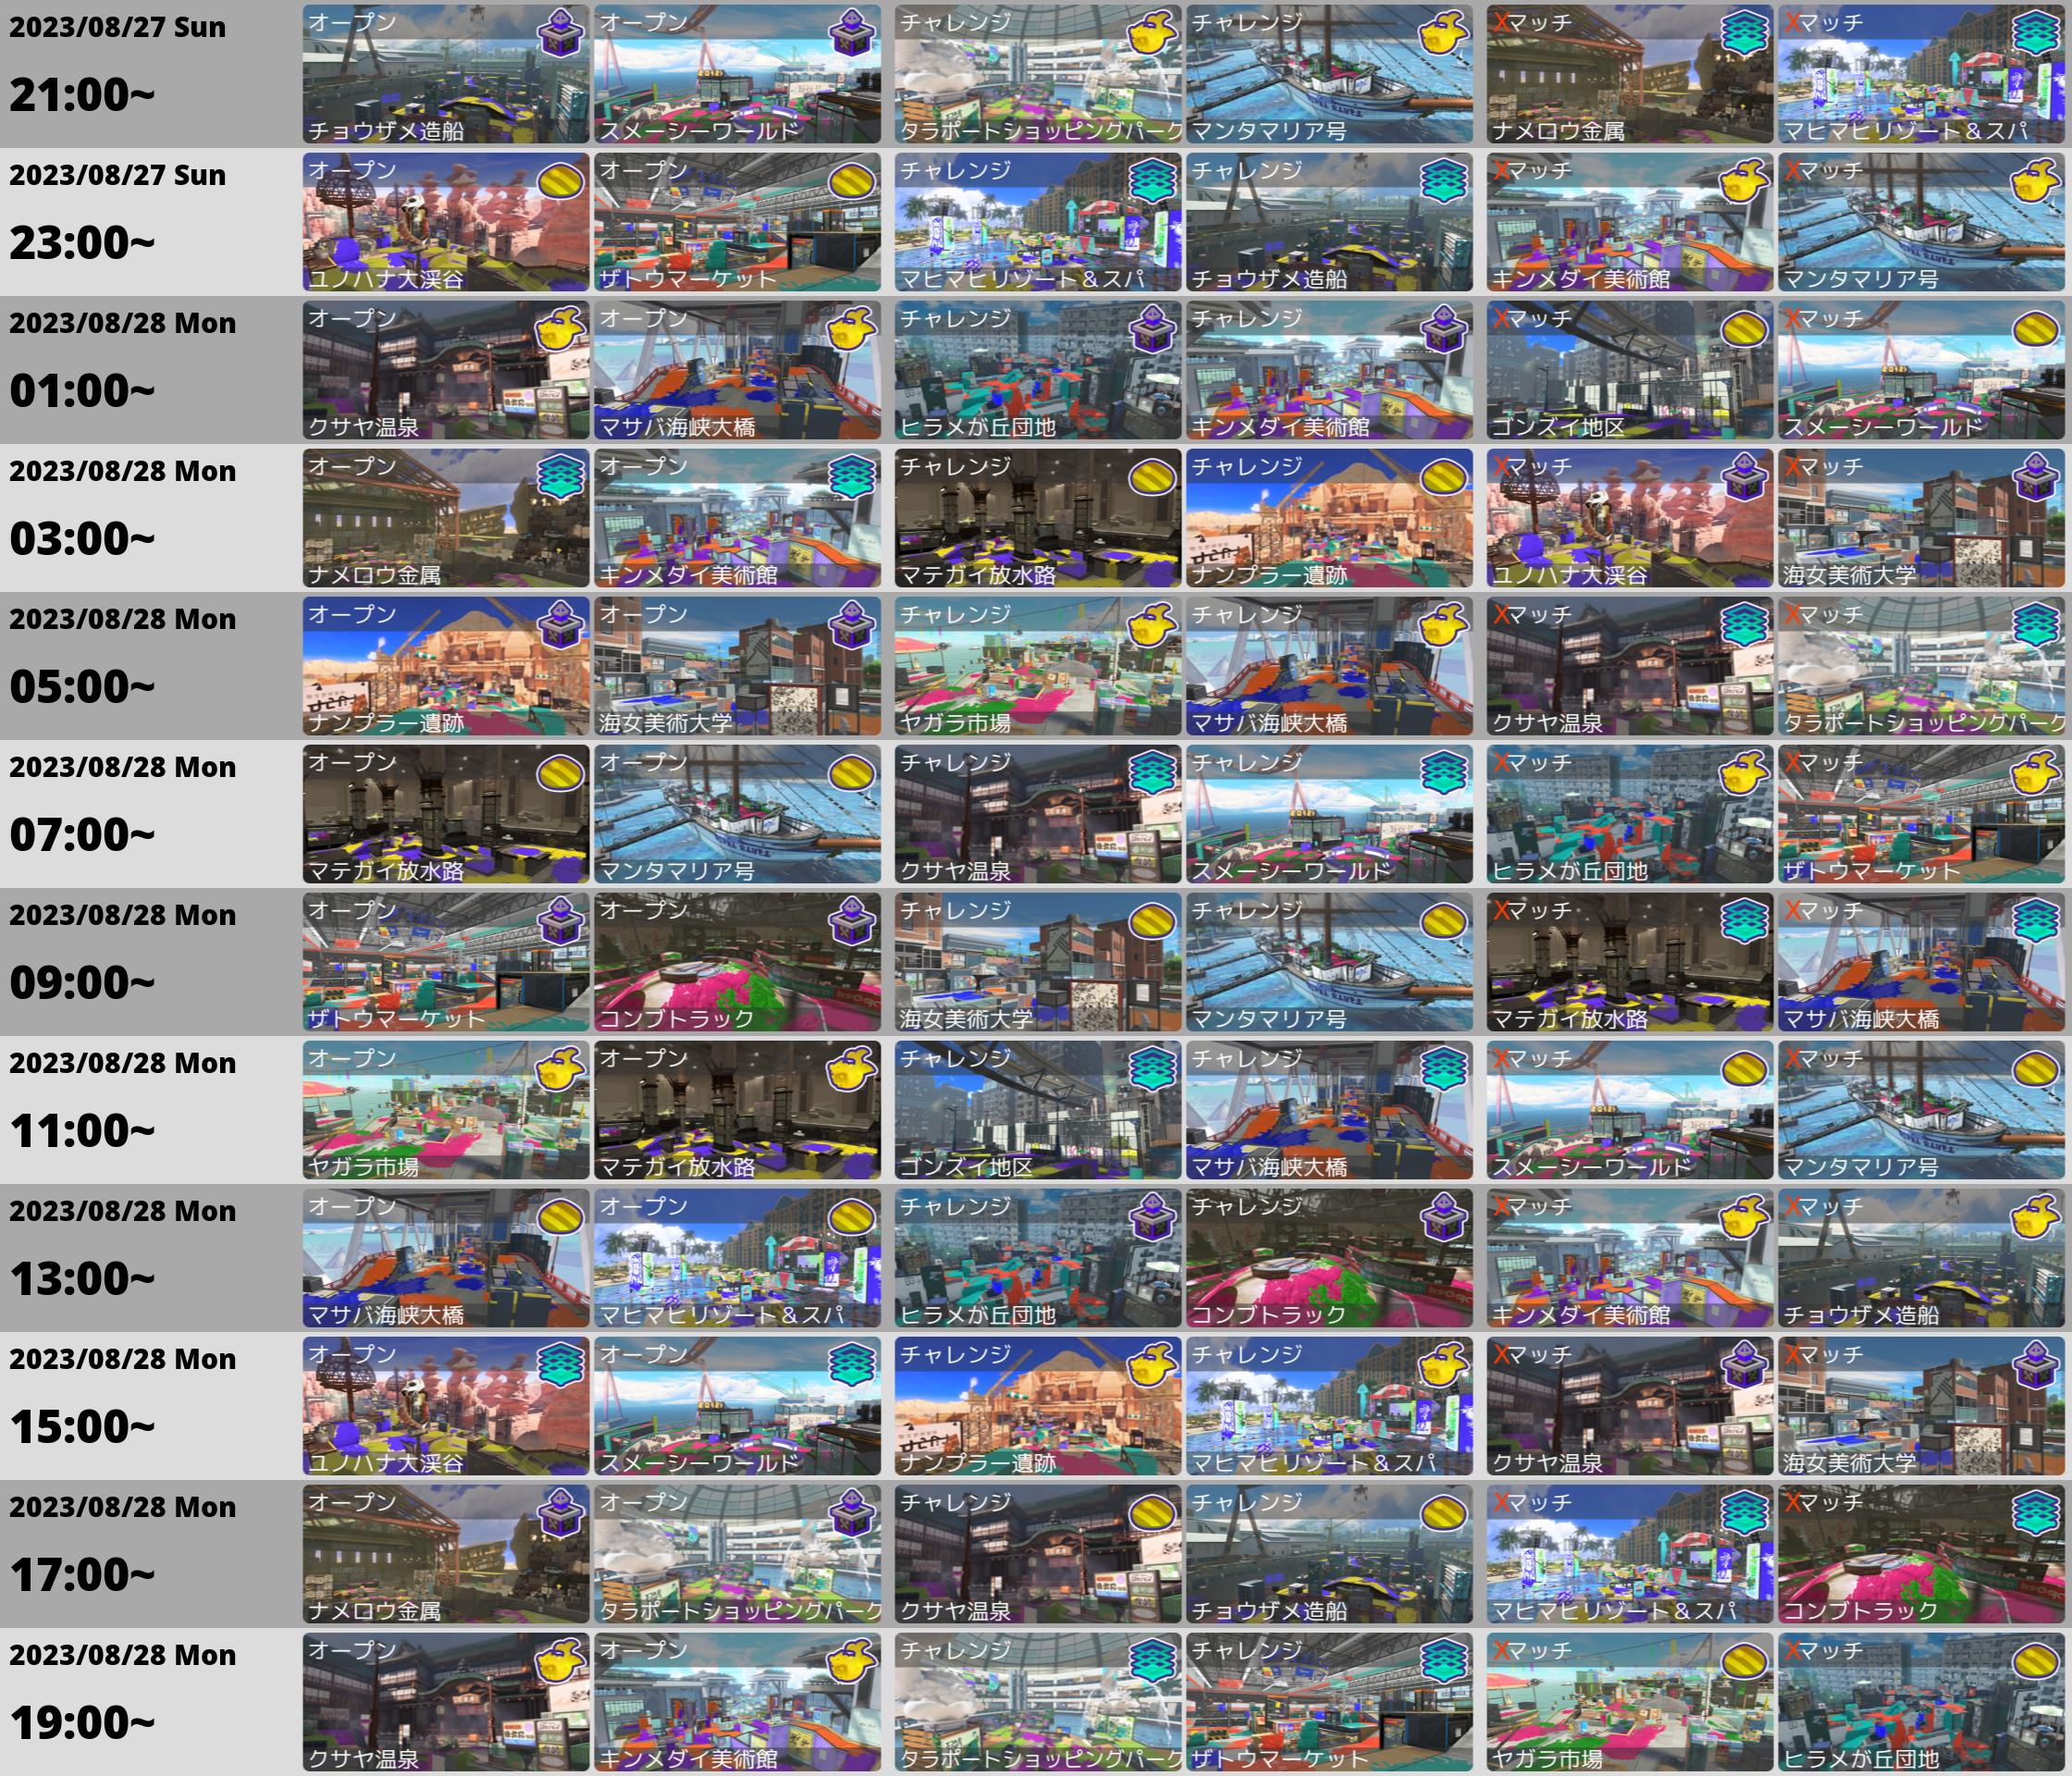 2023/08/27 Sun
21:00~
オープン オープン チャレンジ チャレンジ Xマッチ Xマッチ
チョウザメ造船 スメーシーワールド タラポートショッピングパーク マンタマリア号 ナメロウ金属 マヒマヒリゾート&スパ
2023/08/27 Sun
23:00~
オープン オープン チャレンジ チャレンジ Xマッチ Xマッチ
ユノハナ大渓谷 ザトウマーケット マヒマヒリゾート&スパ チョウザメ造船 キンメダイ美術館 マンタマリア号
2023/08/28 Mon
01:00~
オープン オープン チャレンジ チャレンジ Xマッチ Xマッチ
クサヤ温泉 マサバ海峡大橋 ヒラメが丘団地 キンメダイ美術館 ゴンズイ地区 スメーシーワールド
2023/08/28 Mon
03:00~
オープン オープン チャレンジ チャレンジ Xマッチ Xマッチ
ナメロウ金属 キンメダイ美術館 マテガイ放水路 ナンプラー遺跡 ユノハナ大渓谷 海女美術大学
2023/08/28 Mon
05:00~
オープン オープン チャレンジ チャレンジ Xマッチ Xマッチ
ナンプラー遺跡 海女美術大学 ヤガラ市場 マサバ海峡大橋 クサヤ温泉 タラポートショッピングパーク
2023/08/28 Mon
07:00~
オープン オープン チャレンジ チャレンジ Xマッチ Xマッチ
マテガイ放水路 マンタマリア号 クサヤ温泉 スメーシーワールド ヒラメが丘団地 ザトウマーケット
2023/08/28 Mon
09:00~
オープン オープン チャレンジ チャレンジ Xマッチ Xマッチ
ザトウマーケット コンブトラック 海女美術大学 マンタマリア号 マテガイ放水路 マサバ海峡大橋
2023/08/28 Mon
11:00~
オープン オープン チャレンジ チャレンジ Xマッチ Xマッチ
ヤガラ市場 マテガイ放水路 ゴンズイ地区 マサバ海峡大橋 スメーシーワールド マンタマリア号
2023/08/28 Mon
13:00~
オープン オープン チャレンジ チャレンジ Xマッチ Xマッチ
マサバ海峡大橋 マヒマヒリゾート&スパ ヒラメが丘団地 コンブトラック キンメダイ美術館 チョウザメ造船
2023/08/28 Mon
15:00~
オープン オープン チャレンジ チャレンジ Xマッチ Xマッチ
ユノハナ大渓谷 スメーシーワールド ナンプラー遺跡 マヒマヒリゾート&スパ クサヤ温泉 海女美術大学
2023/08/28 Mon
17:00~
オープン オープン チャレンジ チャレンジ Xマッチ Xマッチ
ナメロウ金属 タラポートショッピングパーク クサヤ温泉 チョウザメ造船 マヒマヒリゾート&スパ コンブトラック
2023/08/28 Mon
19:00~
オープン オープン チャレンジ チャレンジ Xマッチ Xマッチ
クサヤ温泉 キンメダイ美術館 タラポートショッピングパーク ザトウマーケット ヤガラ市場 ヒラメが丘団地